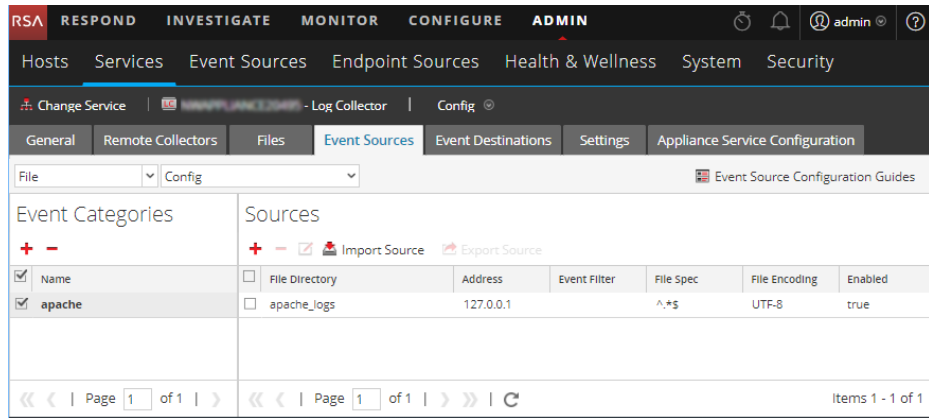 RSA RESPOND INVESTIGATE MONITOR CONFIGURE ADMIN admin ?
Hosts Services Event Sources Endpoint Sources Health & Wellness System Security
Change Service | LC - Log Collector | Config
General Remote Collectors Files Event Sources Event Destinations Settings Appliance Service Configuration
File Config Event Source Configuration Guides
Event Categories Sources
+ - + - Import Source Export Source
Name File Directory Address Event Filter File Spec File Encoding Enabled
apache apache_logs 127.0.0.1 ^.*$ UTF-8 true
<< < | Page 1 of 1 | > << < | Page 1 of 1 | > >> | Items 1 - 1 of 1